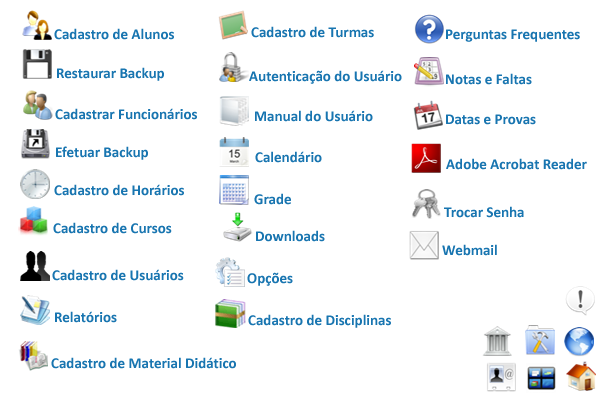 Cadastro de Alunos
Restaurar Backup
Cadastrar Funcionários
Efetuar Backup
Cadastro de Horários
Cadastro de Cursos
Cadastro de Usuários
Relatórios
Cadastro de Material Didático
Cadastro de Turmas
Autenticação do Usuário
Manual do Usuário
15
Calendário
Grade
Downloads
Opções
Cadastro de Disciplinas
?
Perguntas Frequentes
Notas e Faltas
17
Datas e Provas
Adobe Acrobat Reader
Trocar Senha
Webmail
!
@